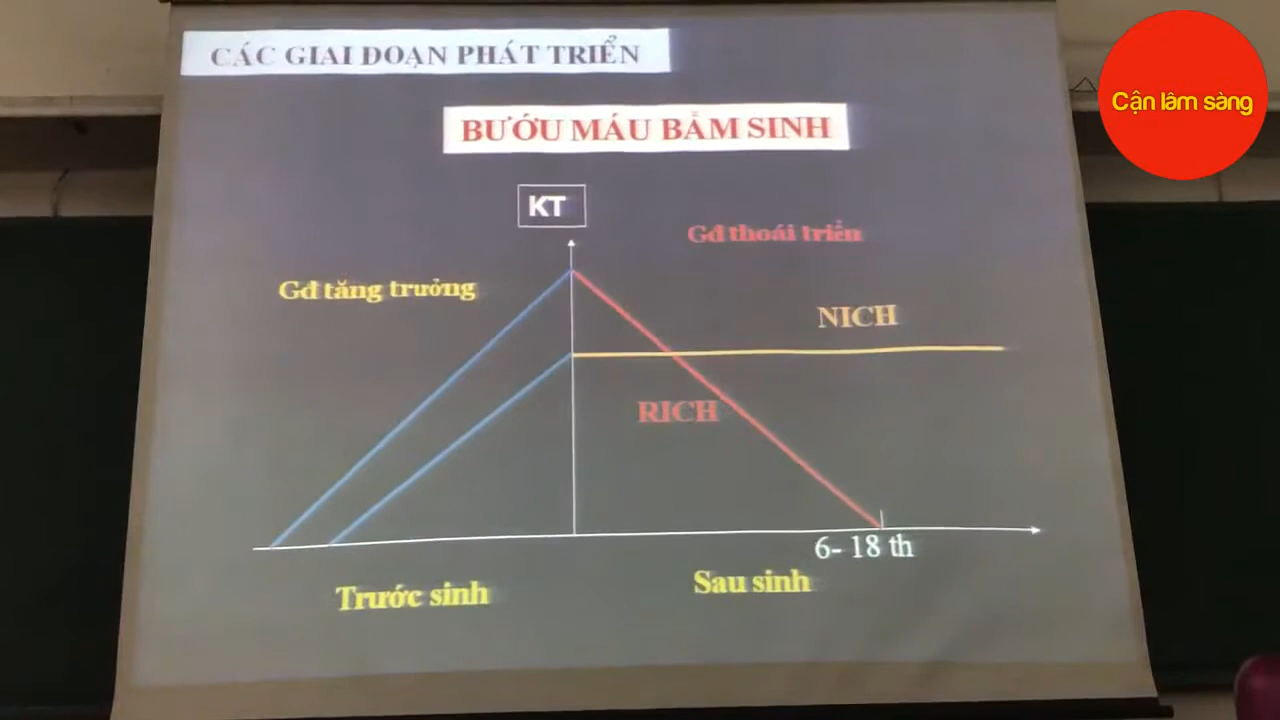 CÁC GIAI ĐOẠN PHÁT TRIỂN
Cận lâm sàng
BƯỚU MÁU BẨM SINH
KT
Gđ thoái triển
Gđ tăng trưởng
NICH
RICH
6- 18 th
Trước sinh
Sau sinh